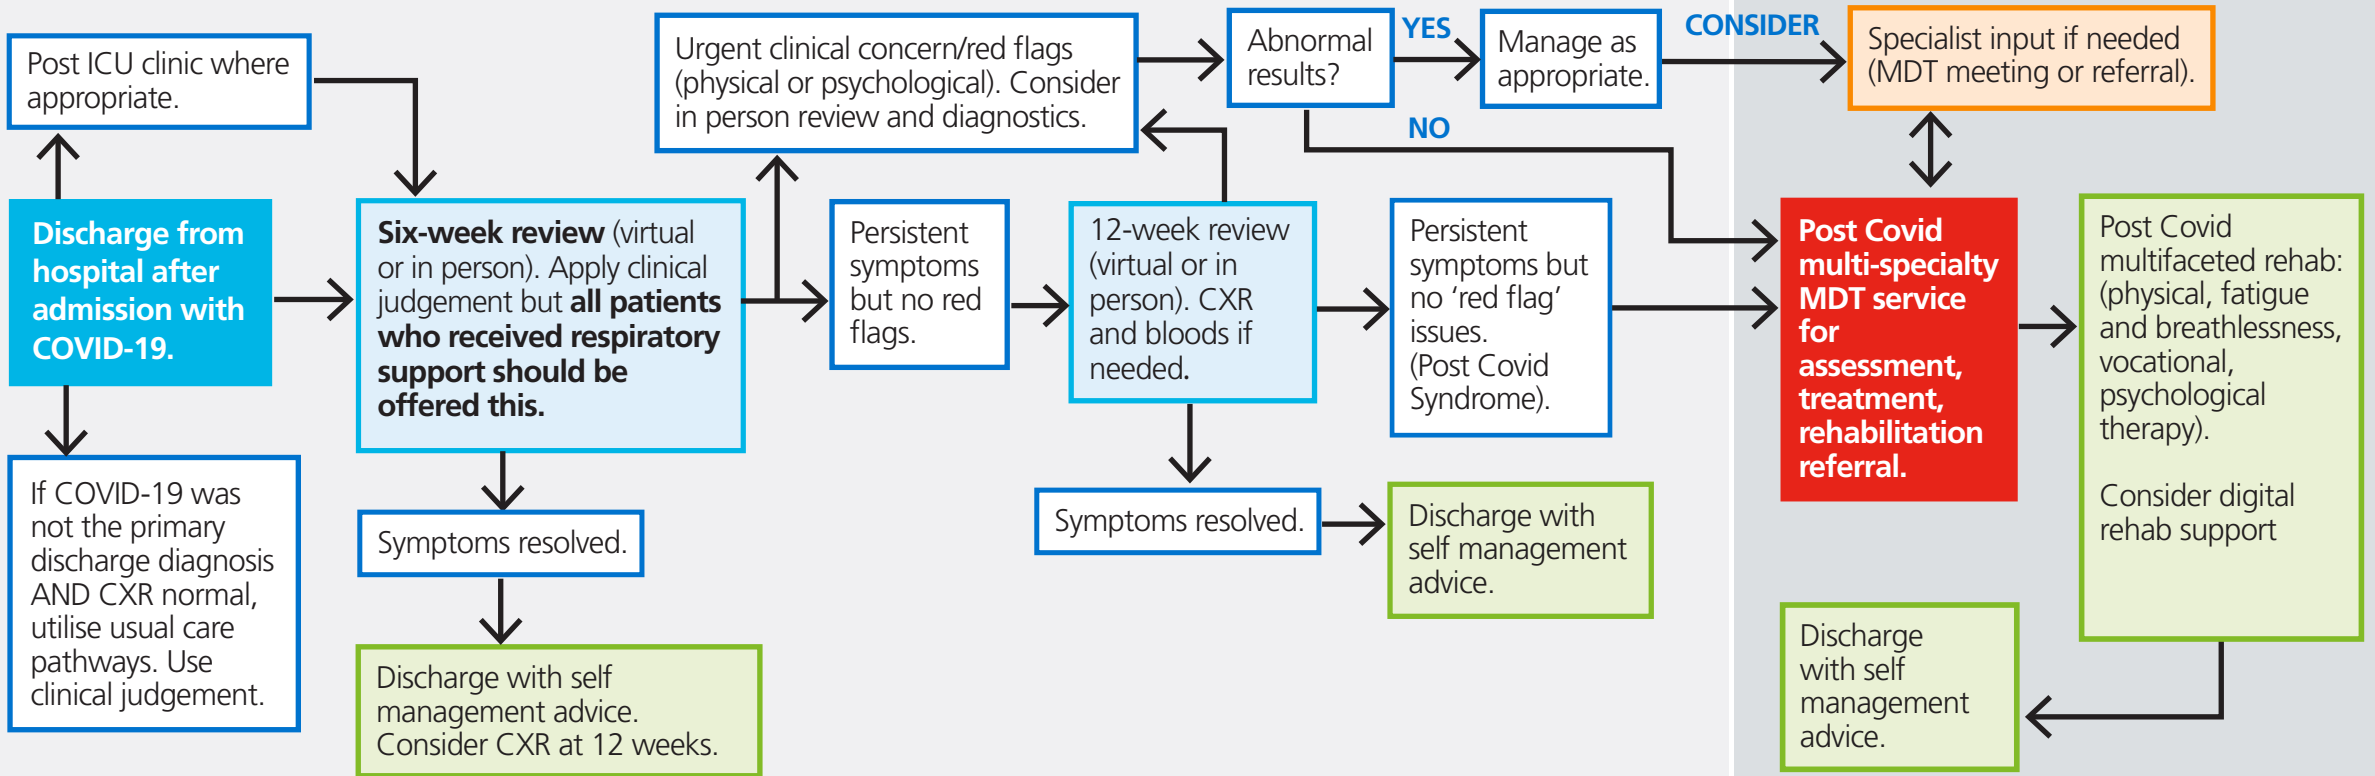 Post ICU clinic where
appropriate.
Discharge from
hospital after
admission with
COVID-19.
If COVID-19 was
not the primary
discharge diagnosis
AND CXR normal,
utilise usual care
pathways. Use
clinical judgement.
Six-week review (virtual
or in person). Apply clinical
judgement but all patients
who received respiratory
support should be
offered this.
Symptoms resolved.
Discharge with self
management advice.
Consider CXR at 12 weeks.
Urgent clinical concern/red flags
(physical or psychological). Consider
in person review and diagnostics.
Persistent
symptoms
but no red
flags.
12-week review
(virtual or in
person). CXR
and bloods if
needed.
Symptoms resolved.
Discharge with
self management
advice.
Persistent
symptoms but
no ‘red flag’
issues.
(Post Covid
Syndrome).
Abnormal
results?
YES
NO
Manage as
appropriate.
CONSIDER
Specialist input if needed
(MDT meeting or referral).
Post Covid
multi-specialty
MDT service
for
assessment,
treatment,
rehabilitation
referral.
Post Covid
multifaceted rehab:
(physical, fatigue
and breathlessness,
vocational,
psychological
therapy).
Consider digital
rehab support
Discharge
with self
management
advice.